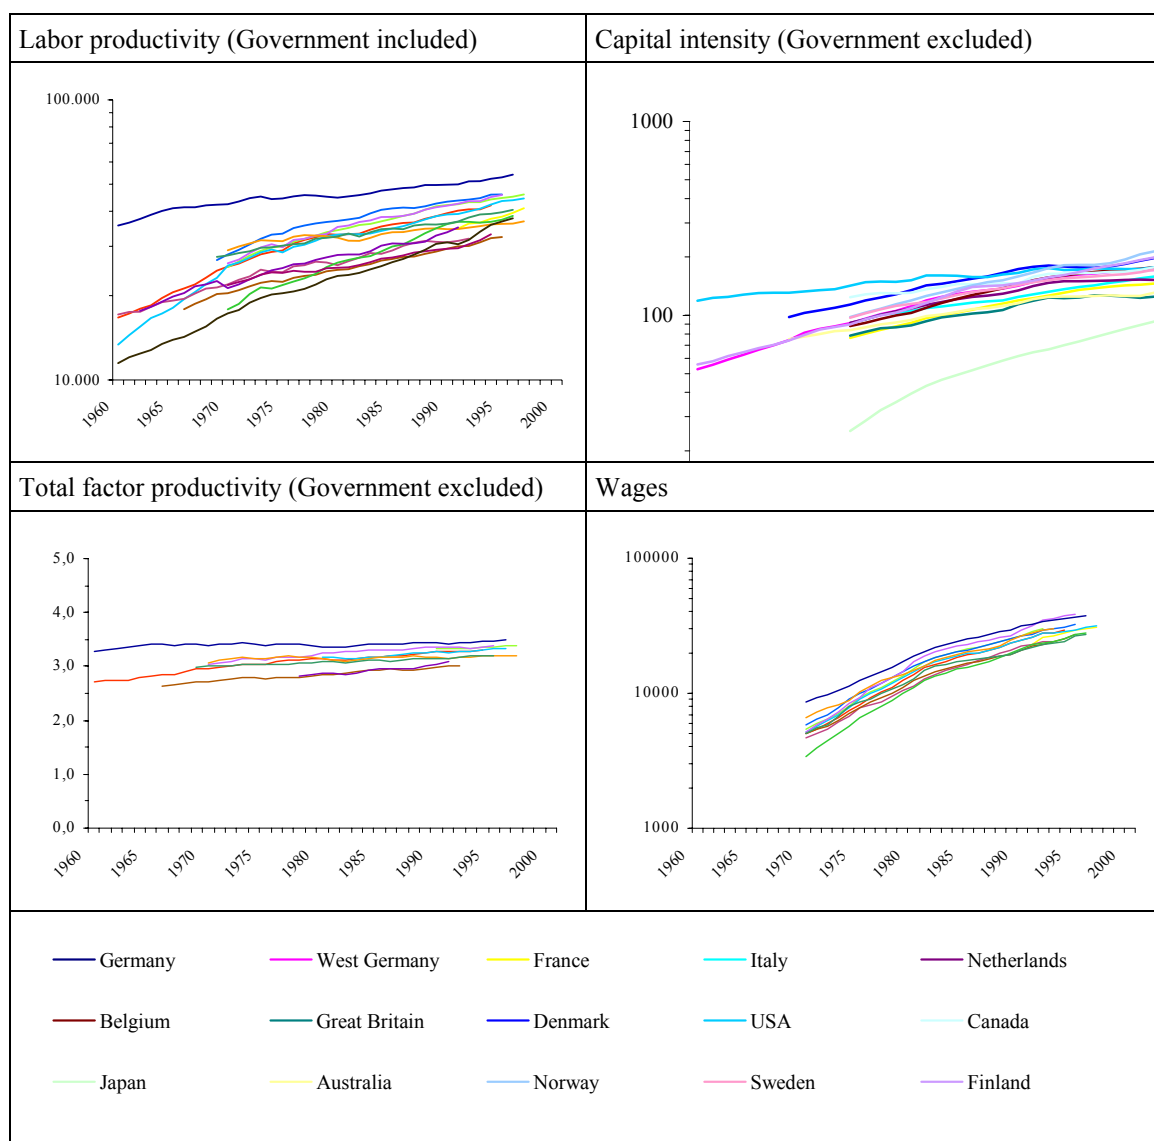 Labor productivity (Government included)
Capital intensity (Government excluded)
100.000
10.000
1960 1965 1970 1975 1980 1985 1990 1995 2000
1000
100
Total factor productivity (Government excluded)
Wages
5,0
4,0
3,0
2,0
1,0
0,0
1960 1965 1970 1975 1980 1985 1990 1995 2000
100000
10000
1000
1960 1965 1970 1975 1980 1985 1990 1995 2000
Germany West Germany France Italy Netherlands
Belgium Great Britain Denmark USA Canada
Japan Australia Norway Sweden Finland